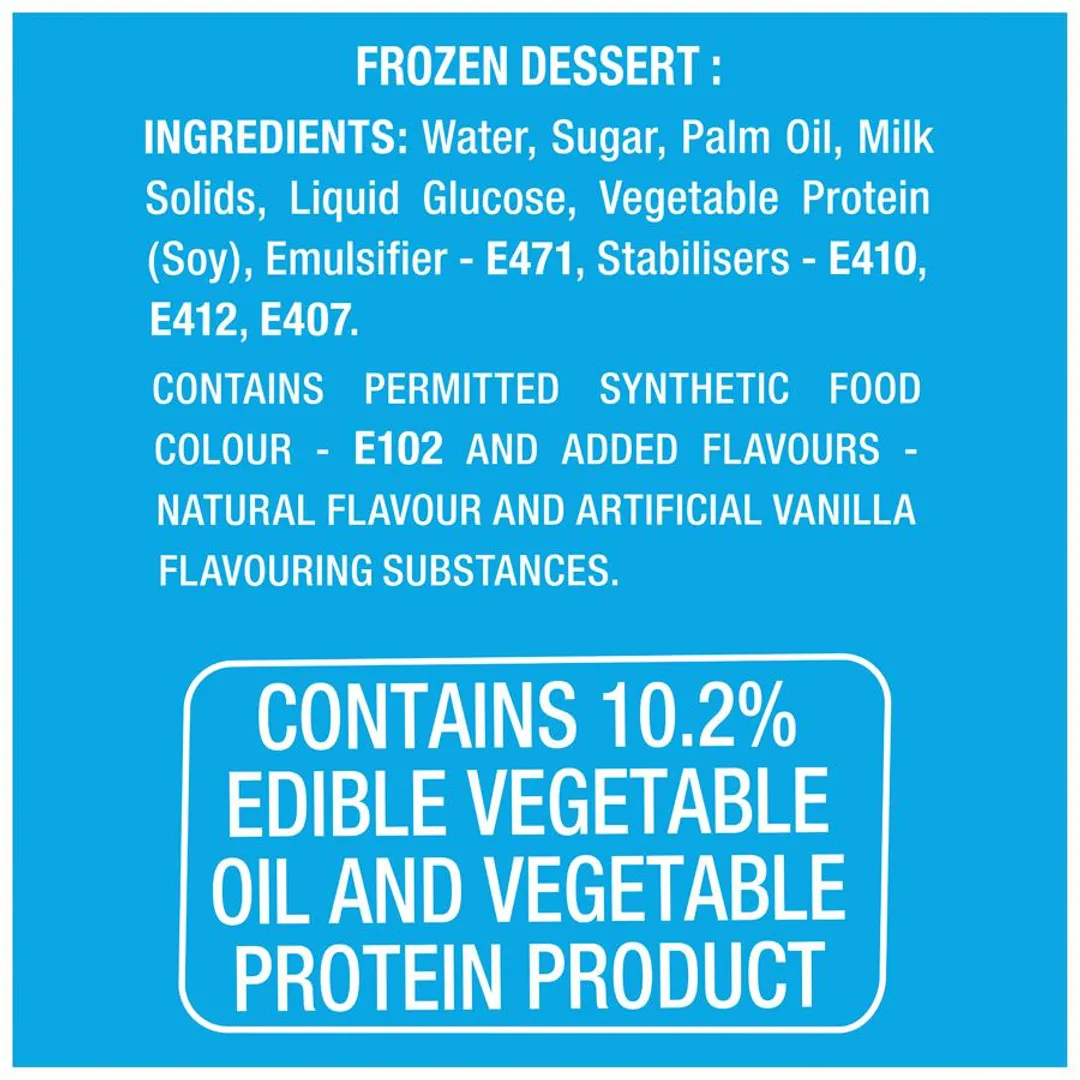 FROZEN DESSERT :
INGREDIENTS: Water, Sugar, Palm Oil, Milk
Solids, Liquid Glucose, Vegetable Protein
(Soy), Emulsifier - E471, Stabilisers - E410,
E412, E407.
CONTAINS PERMITTED SYNTHETIC FOOD
COLOUR - E102 AND ADDED FLAVOURS -
NATURAL FLAVOUR AND ARTIFICIAL VANILLA
FLAVOURING SUBSTANCES.
CONTAINS 10.2%
EDIBLE VEGETABLE
OIL AND VEGETABLE
PROTEIN PRODUCT